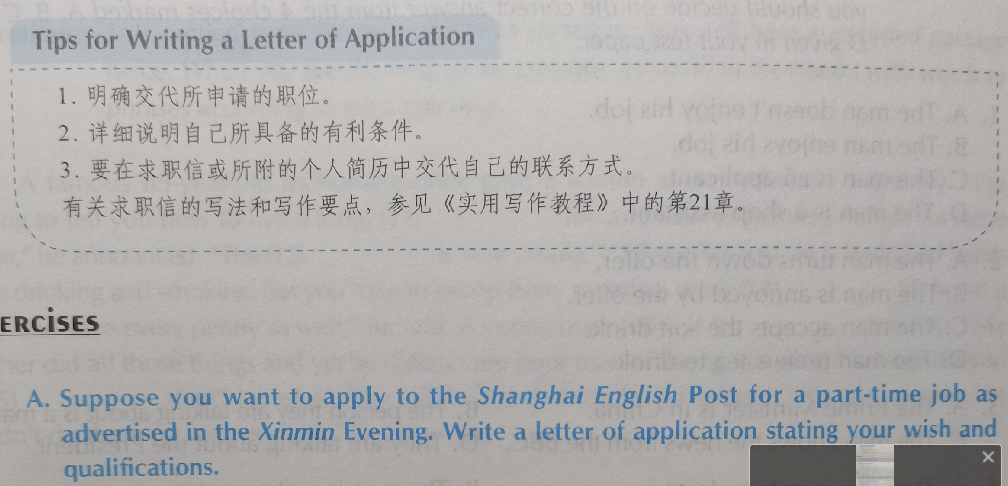 Tips for Writing a Letter of Application
1. 明确交代所申请的职位。
2. 详细说明自己所具备的有利条件。
3. 要在求职信或所附的个人简历中交代自己的联系方式。
有关求职信的写法和写作要点，参见《实用写作教程》中的第21章。
ERCISES
A. Suppose you want to apply to the Shanghai English Post for a part-time job as
advertised in the Xinmin Evening. Write a letter of application stating your wish and
qualifications.